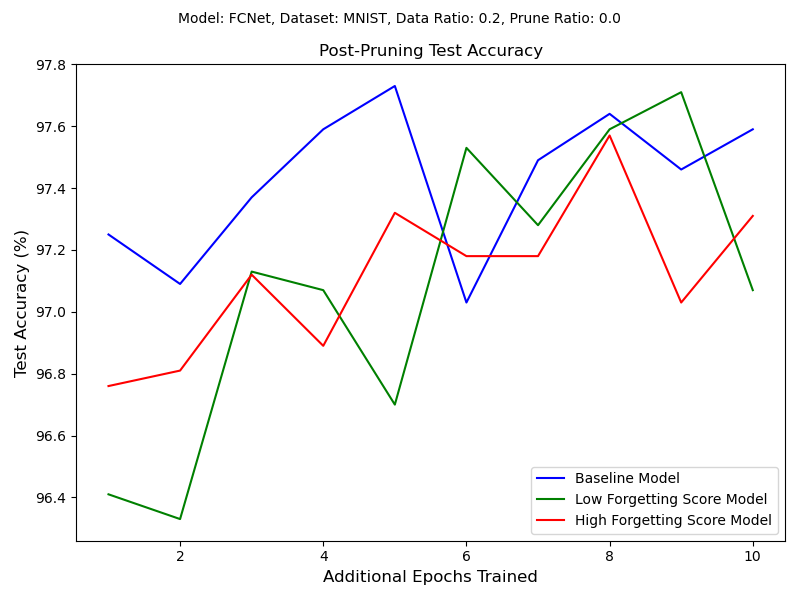 Model: FCNet, Dataset: MNIST, Data Ratio: 0.2, Prune Ratio: 0.0
Post-Pruning Test Accuracy
97.8
97.6
97.4
97.2
97.0
96.8
96.6
96.4
Test Accuracy (%)
Baseline Model
Low Forgetting Score Model
High Forgetting Score Model
2 4 6 8 10
Additional Epochs Trained